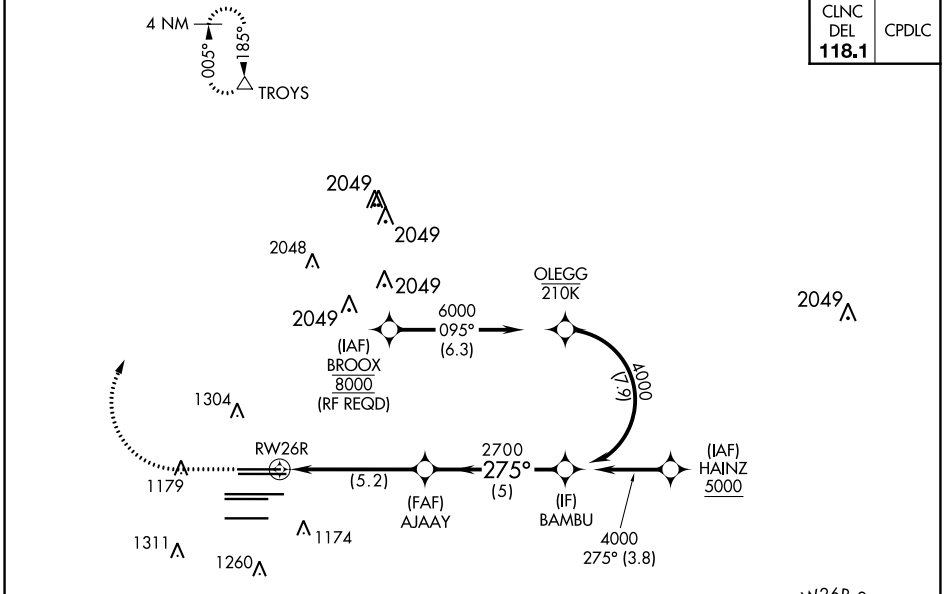 CLNC
DEL
118.1
CPDLC
4 NM
005°
185°
TROYS
2049
2049
2048
2049
2049
OLEGG
210K
2049
6000
095°
(6.3)
(IAF)
BROOX
8000
(RF REQD)
4000
(7.9)
1304
RW26R
2700
275°
(5)
(5.2)
(IAF)
HAINZ
5000
1179
(FAF)
AJAAY
(IF)
BAMBU
4000
275° (3.8)
1311
1260
1174